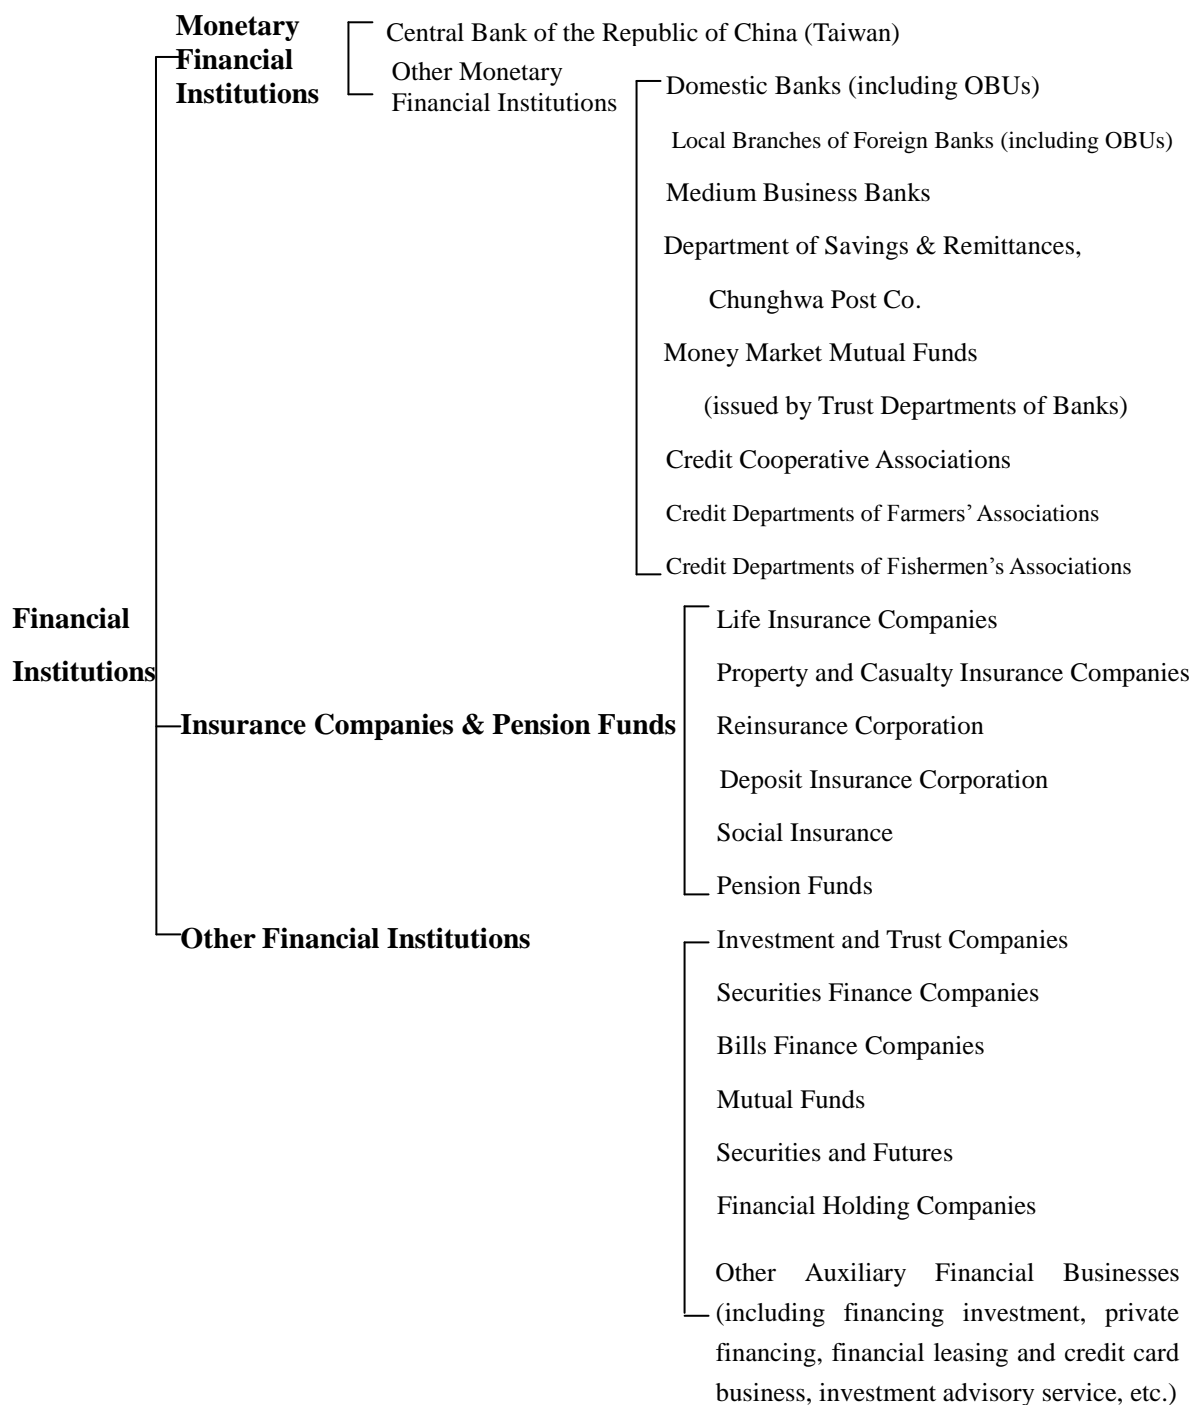 Monetary
Financial
Institutions
Central Bank of the Republic of China (Taiwan)
Other Monetary
Financial Institutions
Domestic Banks (including OBUs)
Local Branches of Foreign Banks (including OBUs)
Medium Business Banks
Department of Savings & Remittances,
Chunghwa Post Co.
Money Market Mutual Funds
(issued by Trust Departments of Banks)
Credit Cooperative Associations
Credit Departments of Farmers’ Associations
Credit Departments of Fishermen’s Associations
Financial
Institutions
Insurance Companies & Pension Funds
Life Insurance Companies
Property and Casualty Insurance Companies
Reinsurance Corporation
Deposit Insurance Corporation
Social Insurance
Pension Funds
Other Financial Institutions
Investment and Trust Companies
Securities Finance Companies
Bills Finance Companies
Mutual Funds
Securities and Futures
Financial Holding Companies
Other Auxiliary Financial Businesses
(including financing investment, private
financing, financial leasing and credit card
business, investment advisory service, etc.)